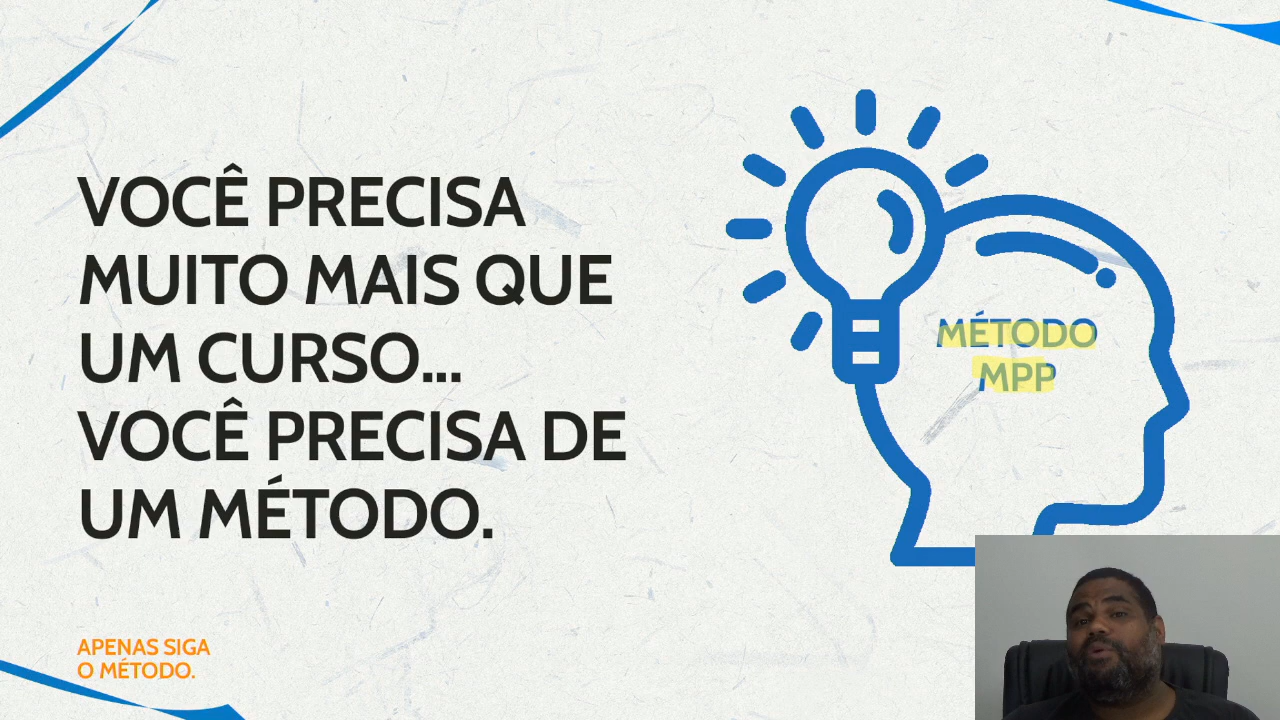 VOCÊ PRECISA
MUITO MAIS QUE
UM CURSO...
VOCÊ PRECISA DE
UM MÉTODO.
MÉTODO
MPP
APENAS SIGA
O MÉTODO.